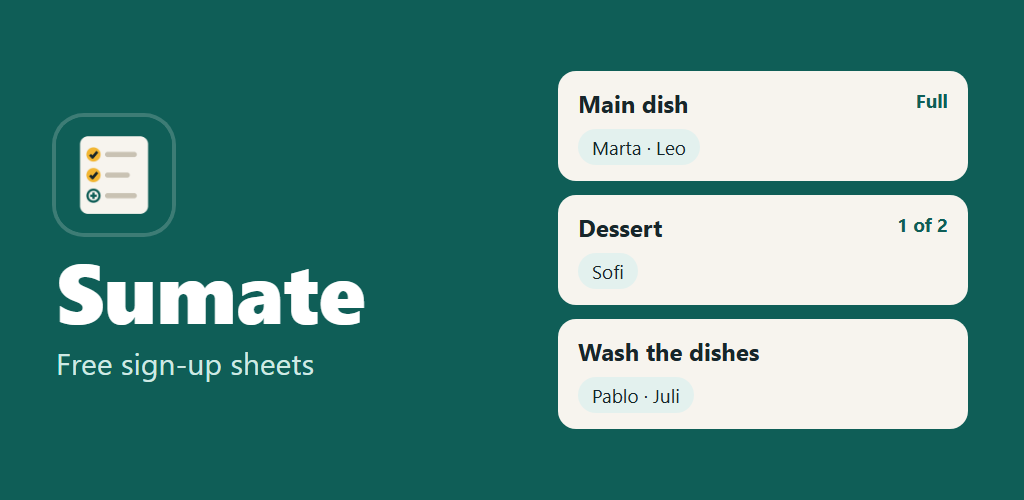 Sumate
Free sign-up sheets
Main dish
Full
Marta · Leo
Dessert
1 of 2
Sofi
Wash the dishes
Pablo · Juli